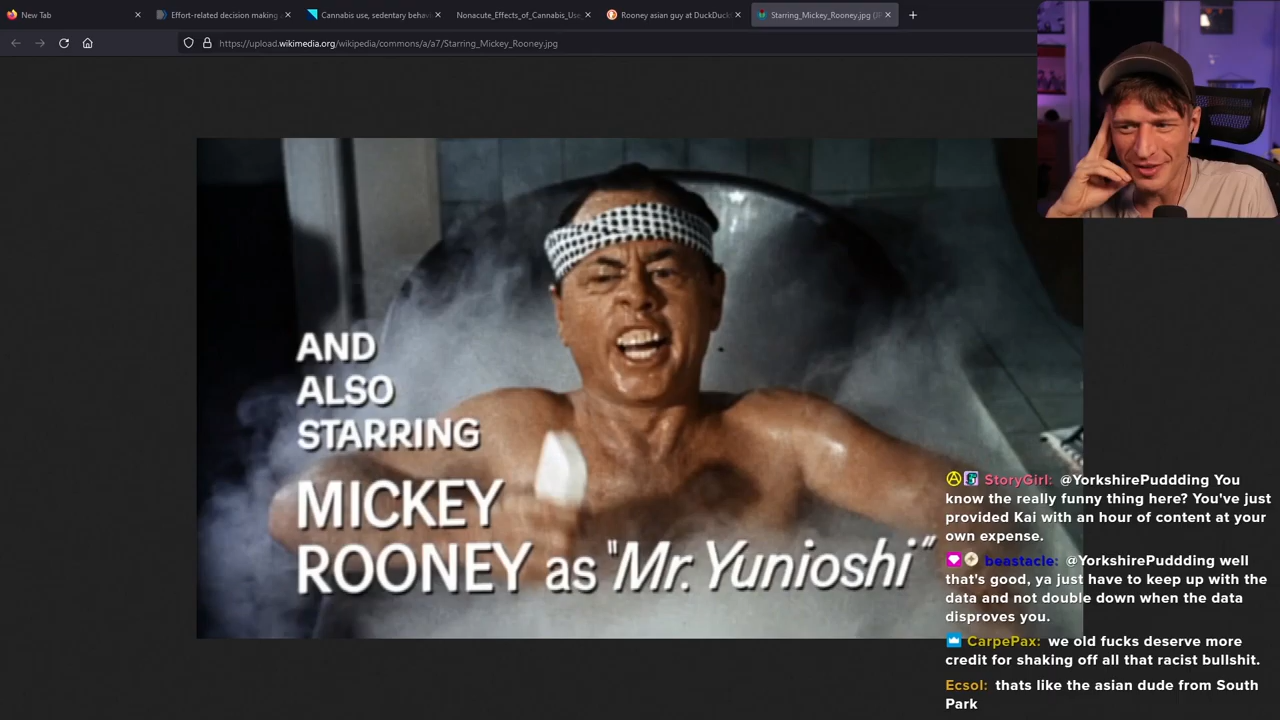 New Tab
Effort-related decision making
Cannabis use, sedentary behavi
Nonacute_Effects_of_Cannabis_Use_
Rooney asian guy at DuckDuck
Starring_Mickey_Rooney.jpg
https://upload.wikimedia.org/wikipedia/commons/a/a7/Starring_Mickey_Rooney.jpg
AND
ALSO
STARRING
MICKEY
ROONEY as "Mr. Yunioshi"
StoryGirl: @YorkshirePuddding You
know the really funny thing here? You've just
provided Kai with an hour of content at your
own expense.
beastacle: @YorkshirePuddding well
that's good, ya just have to keep up with the
data and not double down when the data
disproves you.
CarpePax: we old fucks deserve more
credit for shaking off all that racist bullshit.
Ecsol: thats like the asian dude from South
Park